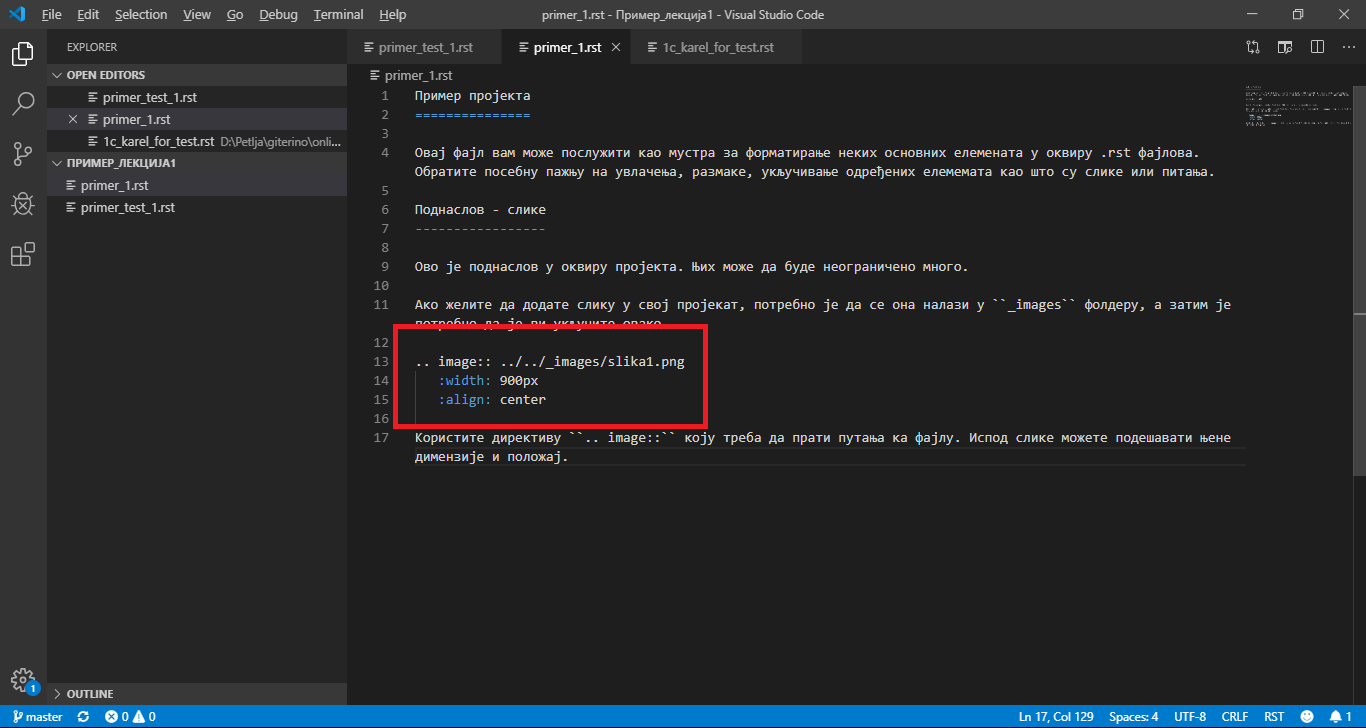 File Edit Selection View Go Debug Terminal Help primer_1.rst - Пример_лекција1 - Visual Studio Code
EXPLORER
OPEN EDITORS
primer_test_1.rst
primer_1.rst
1c_karel_for_test.rst D:\Petlja\giterino\onli...
ПРИМЕР_ЛЕКЦИЈА1
primer_1.rst
primer_test_1.rst
OUTLINE
primer_test_1.rst primer_1.rst 1c_karel_for_test.rst
primer_1.rst
1 Пример пројекта
2 ===============
3
4 Овај фајл вам може послужити као мустра за форматирање неких основних елемената у оквиру .rst фајлова.
Обратите посебну пажњу на увлачења, размаке, укључивање одређених елемемата као што су слике или питања.
5
6 Поднаслов - слике
7 -----------------
8
9 Ово је поднаслов у оквиру пројекта. Њих може да буде неограничено много.
10
11 Ако желите да додате слику у свој пројекат, потребно је да се она налази у ``_images`` фолдеру, а затим је
потребно да је ви укључите овако
12
13 .. image:: ../../_images/slika1.png
14 :width: 900px
15 :align: center
16
17 Користите директиву ``.. image::`` коју треба да прати путања ка фајлу. Испод слике можете подешавати њене
димензије и положај.
1
master 0 0 Ln 17, Col 129 Spaces: 4 UTF-8 CRLF RST 1